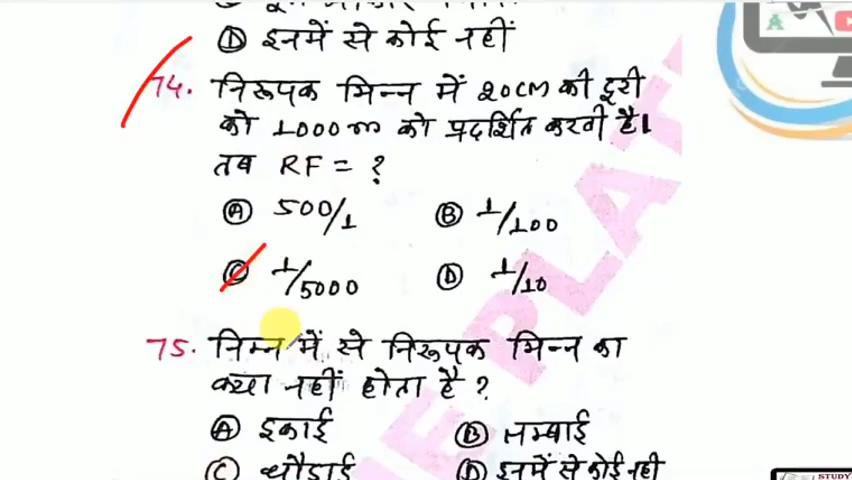 Ⓓ इनमें से कोई नहीं
74. निरूपक भिन्न में 20CM की दूरी
को 1000m को प्रदर्शित करती है।
तब RF = ?
Ⓐ 500/1 Ⓑ 1/100
Ⓒ 1/5000 Ⓓ 1/10
75. निम्न में से निरूपक भिन्न का
क्या नहीं होता है ?
Ⓐ इकाई Ⓑ लम्बाई
Ⓒ चौड़ाई Ⓓ इनमें से कोई नहीं
STUDY